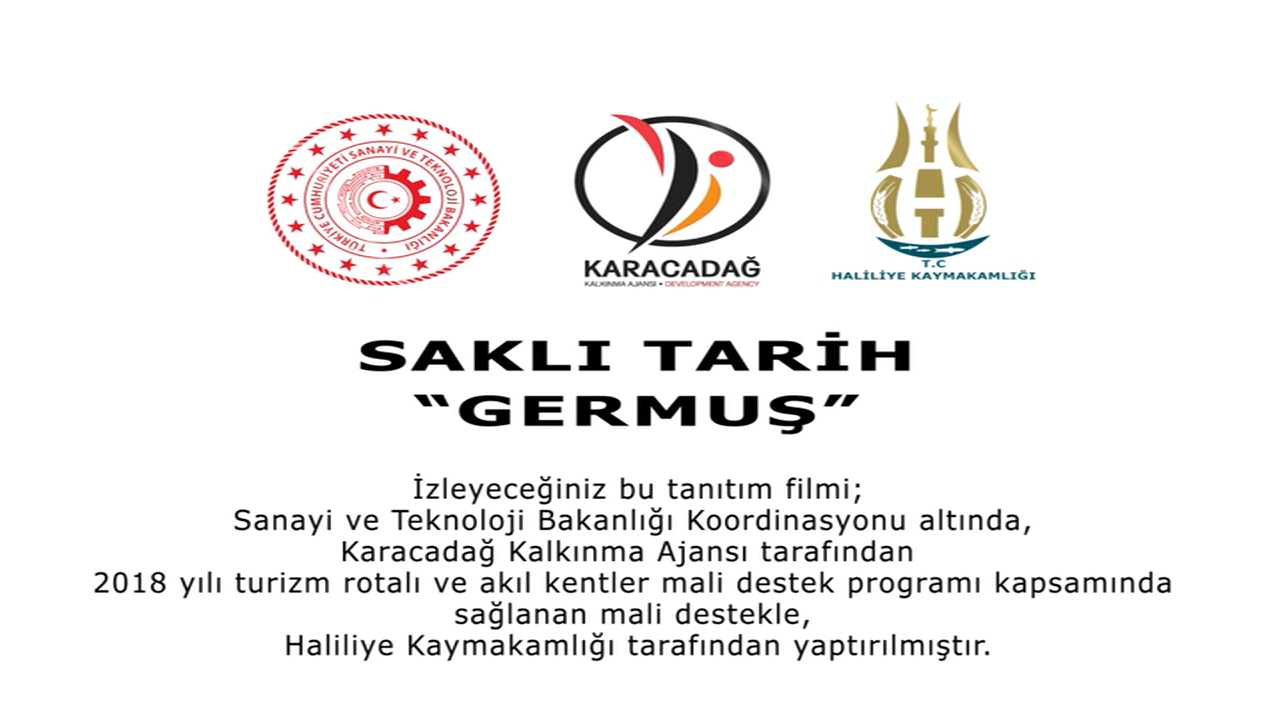 TÜRKİYE CUMHURİYETİ SANAYİ VE TEKNOLOJİ BAKANLIĞI
KARACADAĞ
KALKINMA AJANSI • DEVELOPMENT AGENCY
T.C
HALİLİYE KAYMAKAMLIĞI
SAKLI TARİH
“GERMUŞ”
İzleyeceğiniz bu tanıtım filmi;
Sanayi ve Teknoloji Bakanlığı Koordinasyonu altında,
Karacadağ Kalkınma Ajansı tarafından
2018 yılı turizm rotalı ve akıl kentler mali destek programı kapsamında
sağlanan mali destekle,
Haliliye Kaymakamlığı tarafından yaptırılmıştır.